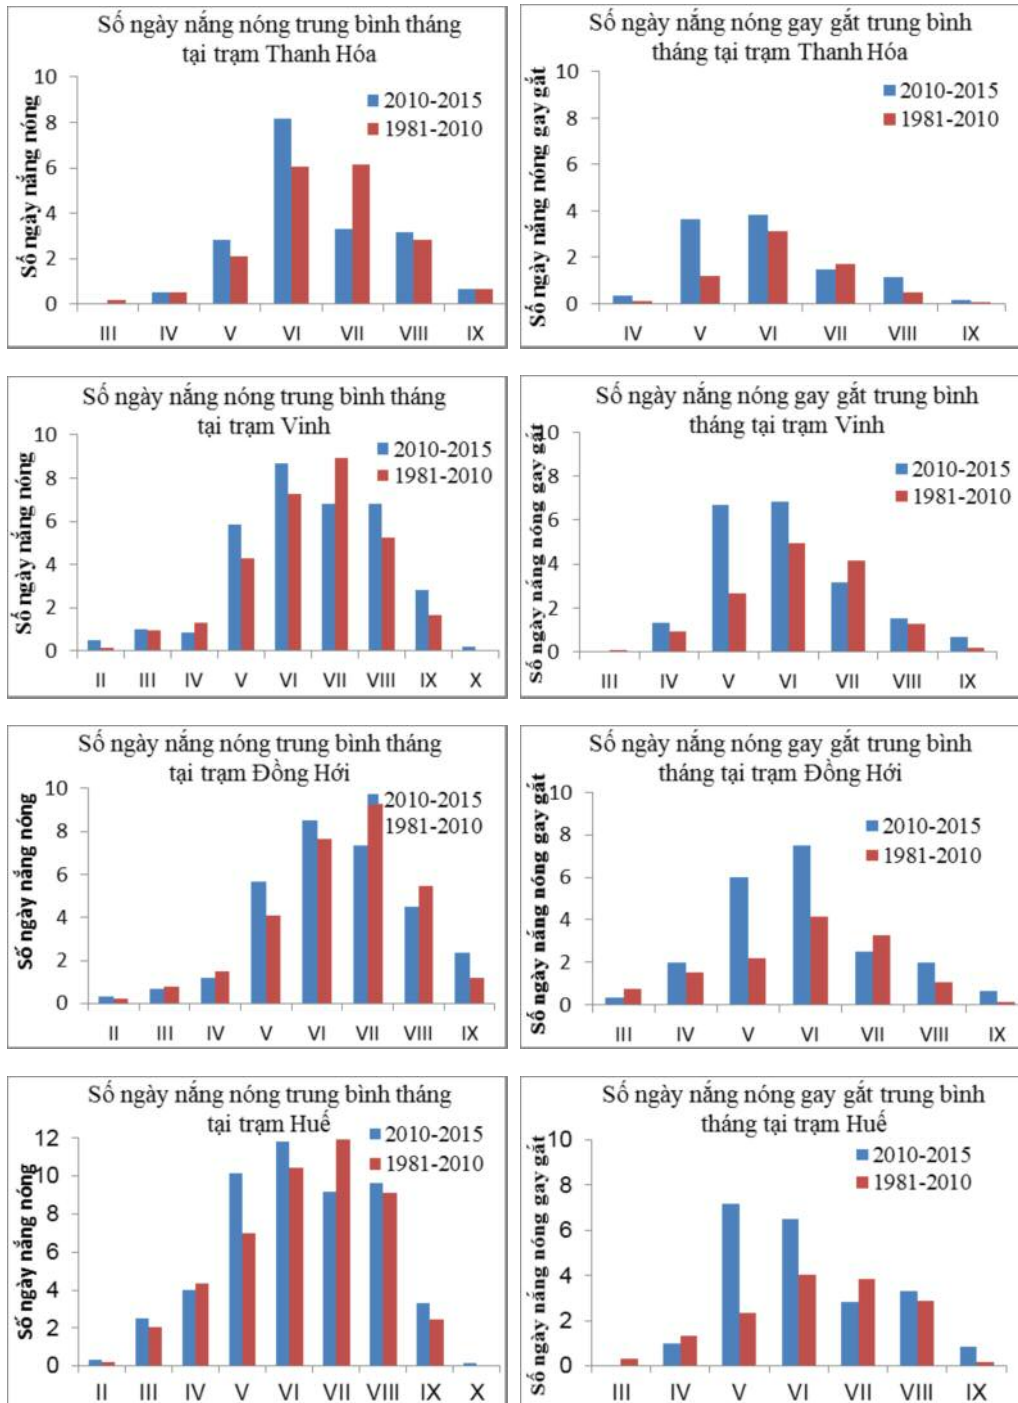 Số ngày nắng nóng trung bình tháng
tại trạm Thanh Hóa
Số ngày nắng nóng
10
8
6
4
2
0
2010-2015
1981-2010
III IV V VI VII VIII IX
Số ngày nắng nóng gay gắt trung bình
tháng tại trạm Thanh Hóa
Số ngày nắng nóng gay gắt
10
8
6
4
2
0
2010-2015
1981-2010
IV V VI VII VIII IX
Số ngày nắng nóng trung bình tháng
tại trạm Vinh
Số ngày nắng nóng
10
8
6
4
2
0
2010-2015
1981-2010
II III IV V VI VII VIII IX X
Số ngày nắng nóng gay gắt trung bình
tháng tại trạm Vinh
Số ngày nắng nóng gay gắt
10
8
6
4
2
0
2010-2015
1981-2010
III IV V VI VII VIII IX
Số ngày nắng nóng trung bình tháng
tại trạm Đồng Hới
Số ngày nắng nóng
10
8
6
4
2
0
2010-2015
1981-2010
II III IV V VI VII VIII IX
Số ngày nắng nóng gay gắt trung bình
tháng tại trạm Đồng Hới
Số ngày nắng nóng gay gắt
10
8
6
4
2
0
2010-2015
1981-2010
III IV V VI VII VIII IX
Số ngày nắng nóng trung bình tháng
tại trạm Huế
Số ngày nắng nóng
12
10
8
6
4
2
0
2010-2015
1981-2010
II III IV V VI VII VIII IX X
Số ngày nắng nóng gay gắt trung bình
tháng tại trạm Huế
Số ngày nắng nóng gay gắt
10
8
6
4
2
0
2010-2015
1981-2010
III IV V VI VII VIII IX